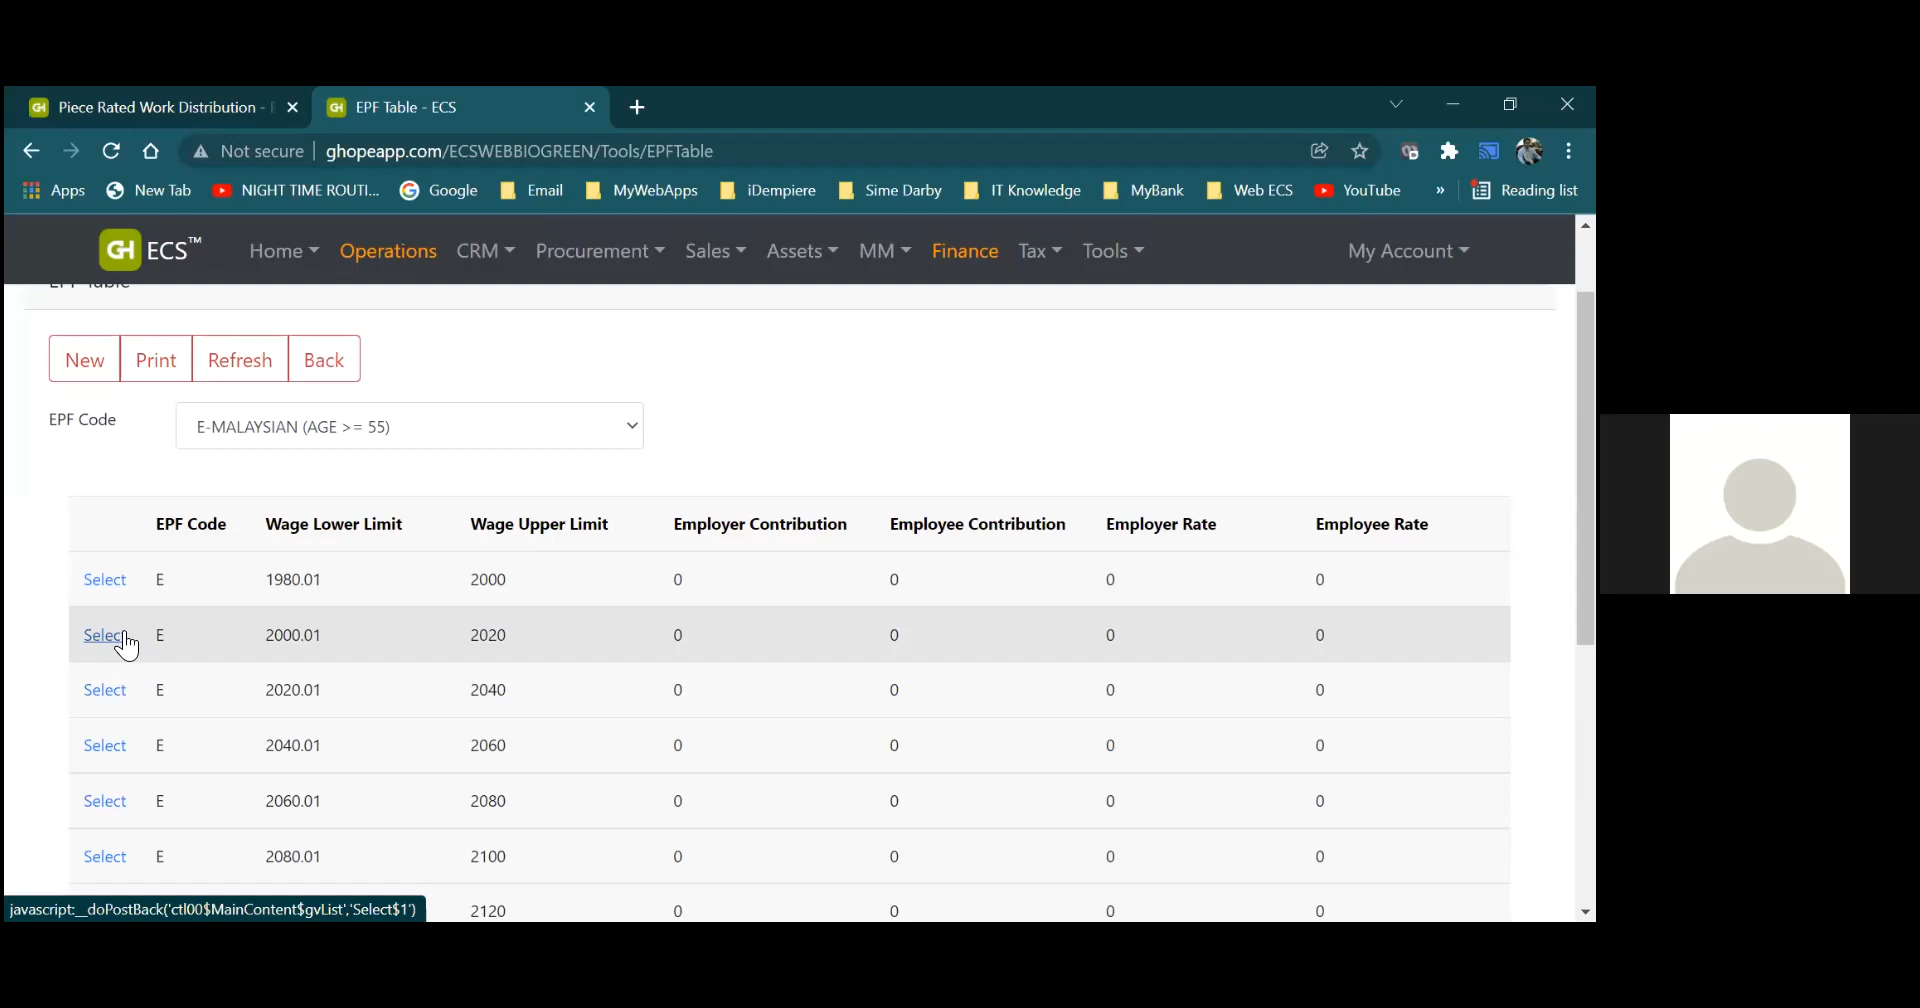 Piece Rated Work Distribution -
EPF Table - ECS
Not secure
ghopeapp.com/ECSWEBBIOGREEN/Tools/EPFTable
Apps
New Tab
NIGHT TIME ROUTI...
Google
Email
MyWebApps
iDempiere
Sime Darby
IT Knowledge
MyBank
Web ECS
YouTube
»
Reading list
GH ECS™
Home
Operations
CRM
Procurement
Sales
Assets
MM
Finance
Tax
Tools
My Account
EPF Table
New
Print
Refresh
Back
EPF Code
E-MALAYSIAN (AGE >= 55)
EPF Code Wage Lower Limit Wage Upper Limit Employer Contribution Employee Contribution Employer Rate Employee Rate
Select E 1980.01 2000 0 0 0 0
Select E 2000.01 2020 0 0 0 0
Select E 2020.01 2040 0 0 0 0
Select E 2040.01 2060 0 0 0 0
Select E 2060.01 2080 0 0 0 0
Select E 2080.01 2100 0 0 0 0
2120 0 0 0 0
javascript:__doPostBack('ctl00$MainContent$gvList','Select$1')